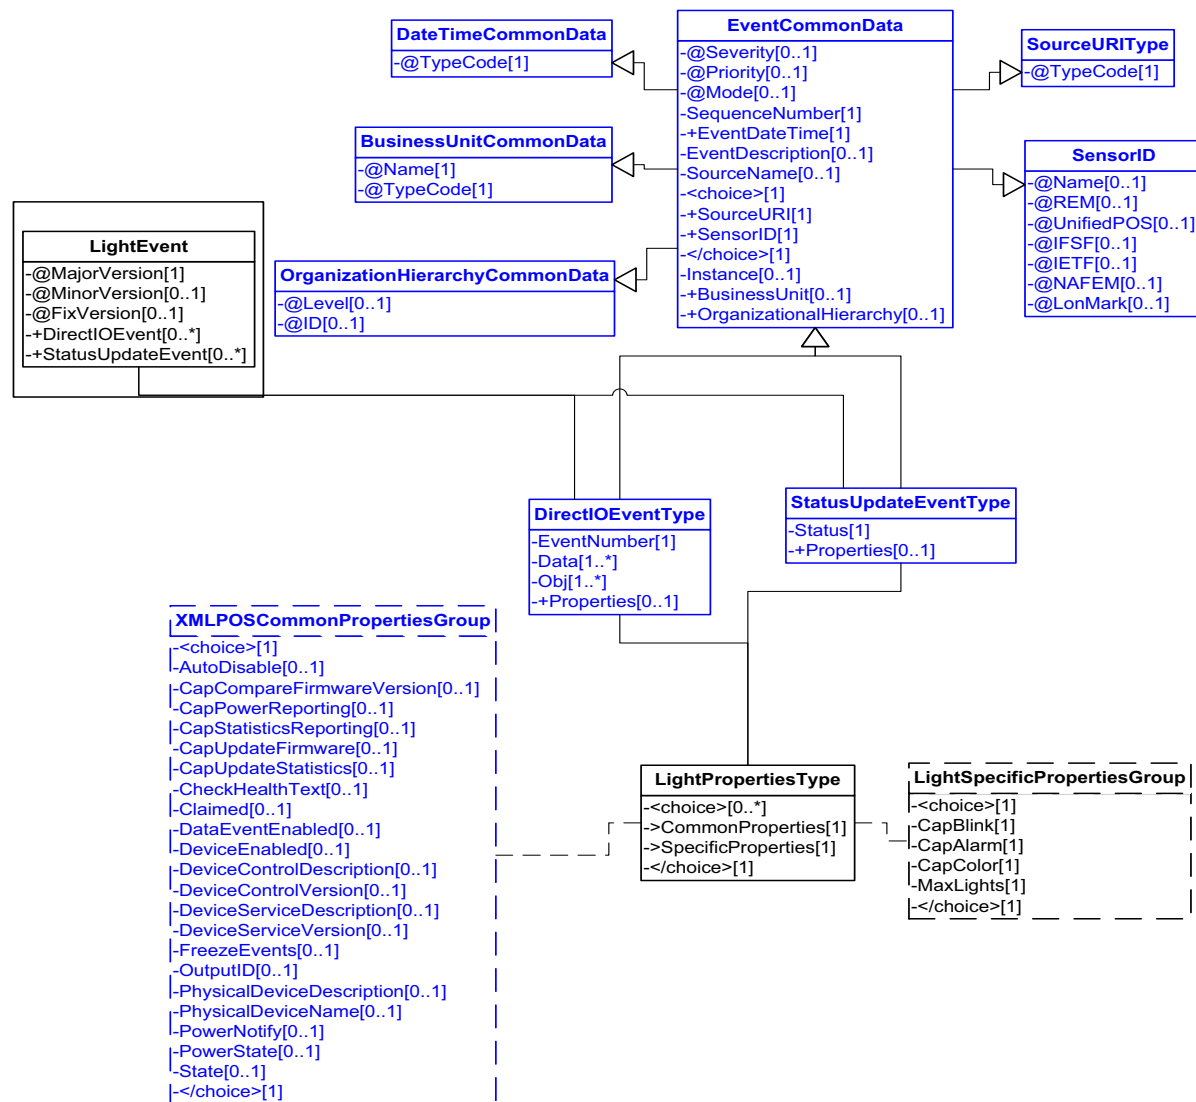 DateTimeCommonData
-@TypeCode[1]
EventCommonData
-@Severity[0..1]
-@Priority[0..1]
-@Mode[0..1]
-SequenceNumber[1]
-+EventDateTime[1]
-EventDescription[0..1]
-SourceName[0..1]
-<choice>[1]
-+SourceURI[1]
-+SensorID[1]
-</choice>[1]
-Instance[0..1]
-+BusinessUnit[0..1]
-+OrganizationalHierarchy[0..1]
SourceURIType
-@TypeCode[1]
BusinessUnitCommonData
-@Name[1]
-@TypeCode[1]
SensorID
-@Name[0..1]
-@REM[0..1]
-@UnifiedPOS[0..1]
-@IFSF[0..1]
-@IETF[0..1]
-@NAFEM[0..1]
-@LonMark[0..1]
LightEvent
-@MajorVersion[1]
-@MinorVersion[0..1]
-@FixVersion[0..1]
-+DirectIOEvent[0..*]
-+StatusUpdateEvent[0..*]
OrganizationHierarchyCommonData
-@Level[0..1]
-@ID[0..1]
DirectIOEventType
-EventNumber[1]
-Data[1..*]
-Obj[1..*]
-+Properties[0..1]
StatusUpdateEventType
-Status[1]
-+Properties[0..1]
XMLPOSCommonPropertiesGroup
-<choice>[1]
-AutoDisable[0..1]
-CapCompareFirmwareVersion[0..1]
-CapPowerReporting[0..1]
-CapStatisticsReporting[0..1]
-CapUpdateFirmware[0..1]
-CapUpdateStatistics[0..1]
-CheckHealthText[0..1]
-Claimed[0..1]
-DataEventEnabled[0..1]
-DeviceEnabled[0..1]
-DeviceControlDescription[0..1]
-DeviceControlVersion[0..1]
-DeviceServiceDescription[0..1]
-DeviceServiceVersion[0..1]
-FreezeEvents[0..1]
-OutputID[0..1]
-PhysicalDeviceDescription[0..1]
-PhysicalDeviceName[0..1]
-PowerNotify[0..1]
-PowerState[0..1]
-State[0..1]
-</choice>[1]
LightPropertiesType
-<choice>[0..*]
->CommonProperties[1]
->SpecificProperties[1]
-</choice>[1]
LightSpecificPropertiesGroup
-<choice>[1]
-CapBlink[1]
-CapAlarm[1]
-CapColor[1]
-MaxLights[1]
-</choice>[1]